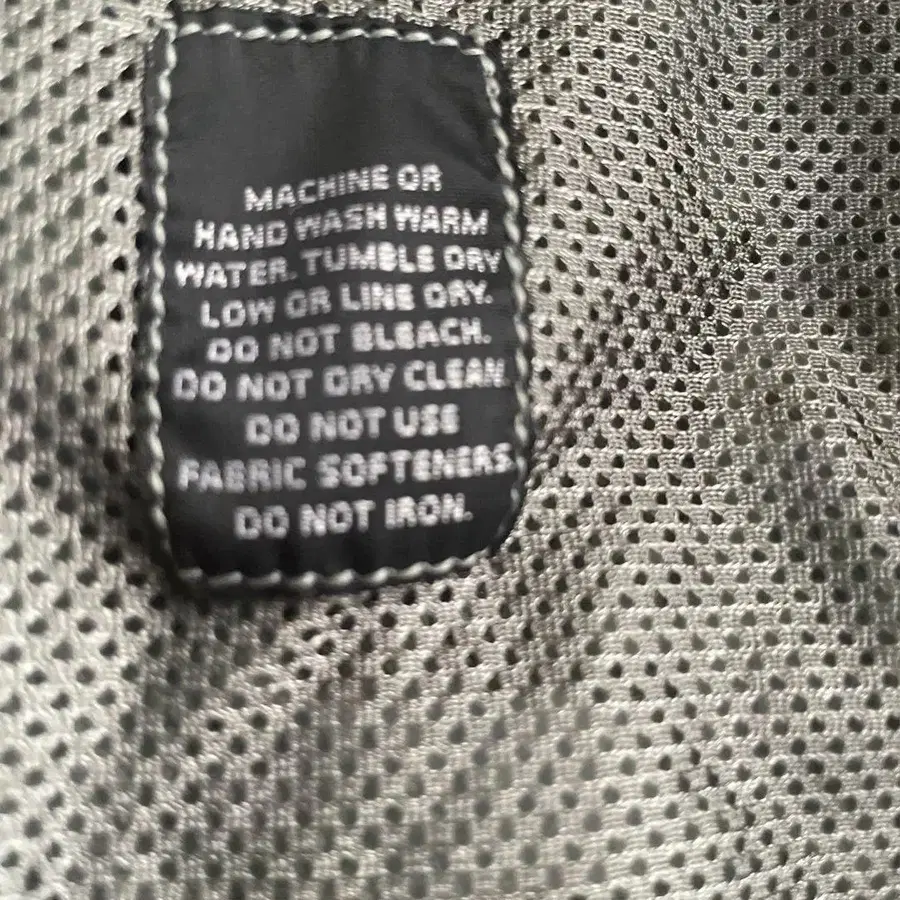 MACHINE OR
HAND WASH WARM
WATER. TUMBLE DRY
LOW OR LINE DRY.
DO NOT BLEACH.
DO NOT DRY CLEAN.
DO NOT USE
FABRIC SOFTENERS.
DO NOT IRON.